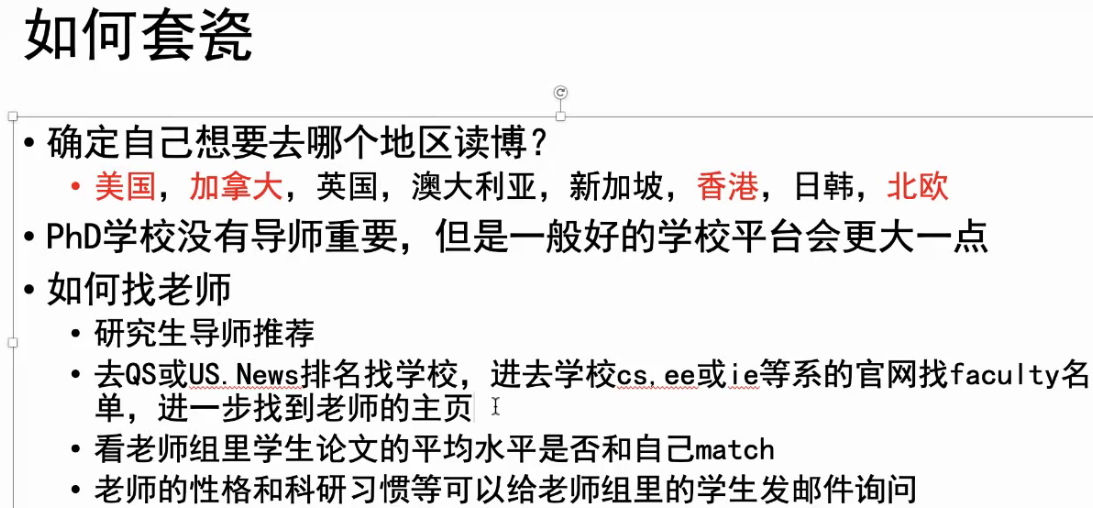 如何套瓷
• 确定自己想要去哪个地区读博?
• 美国, 加拿大, 英国, 澳大利亚, 新加坡, 香港, 日韩, 北欧
• PhD学校没有导师重要, 但是一般好的学校平台会更大一点
• 如何找老师
• 研究生导师推荐
• 去QS或US.News排名找学校, 进去学校cs,ee或ie等系的官网找faculty名
单, 进一步找到老师的主页
• 看老师组里学生论文的平均水平是否和自己match
• 老师的性格和科研习惯等可以给老师组里的学生发邮件询问